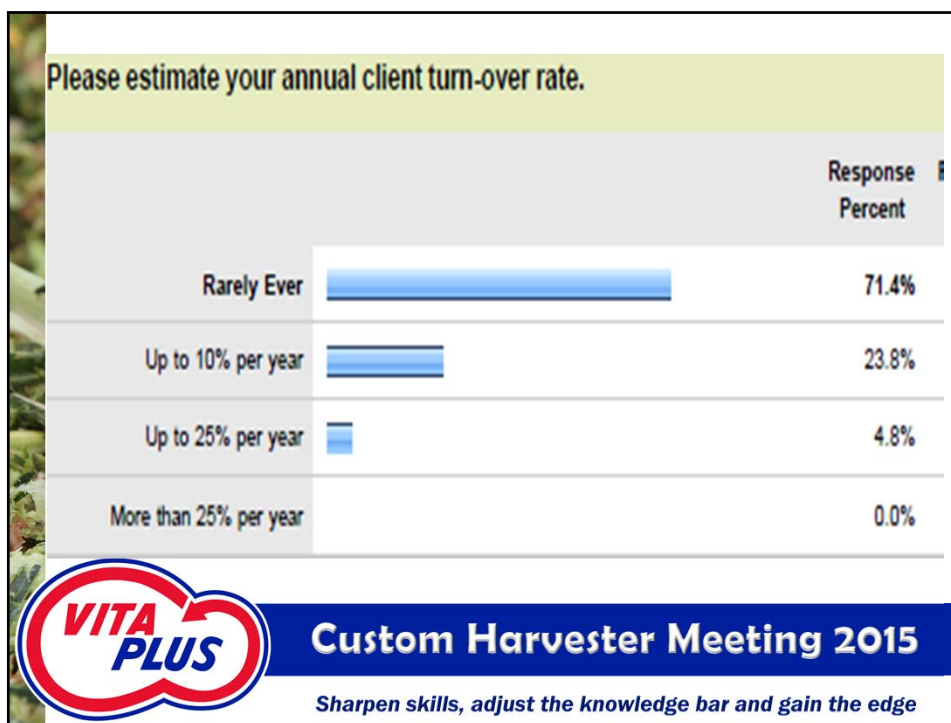 Please estimate your annual client turn-over rate.
Response
Percent
Rarely Ever 71.4%
Up to 10% per year 23.8%
Up to 25% per year 4.8%
More than 25% per year 0.0%
VITA
PLUS
Custom Harvester Meeting 2015
Sharpen skills, adjust the knowledge bar and gain the edge